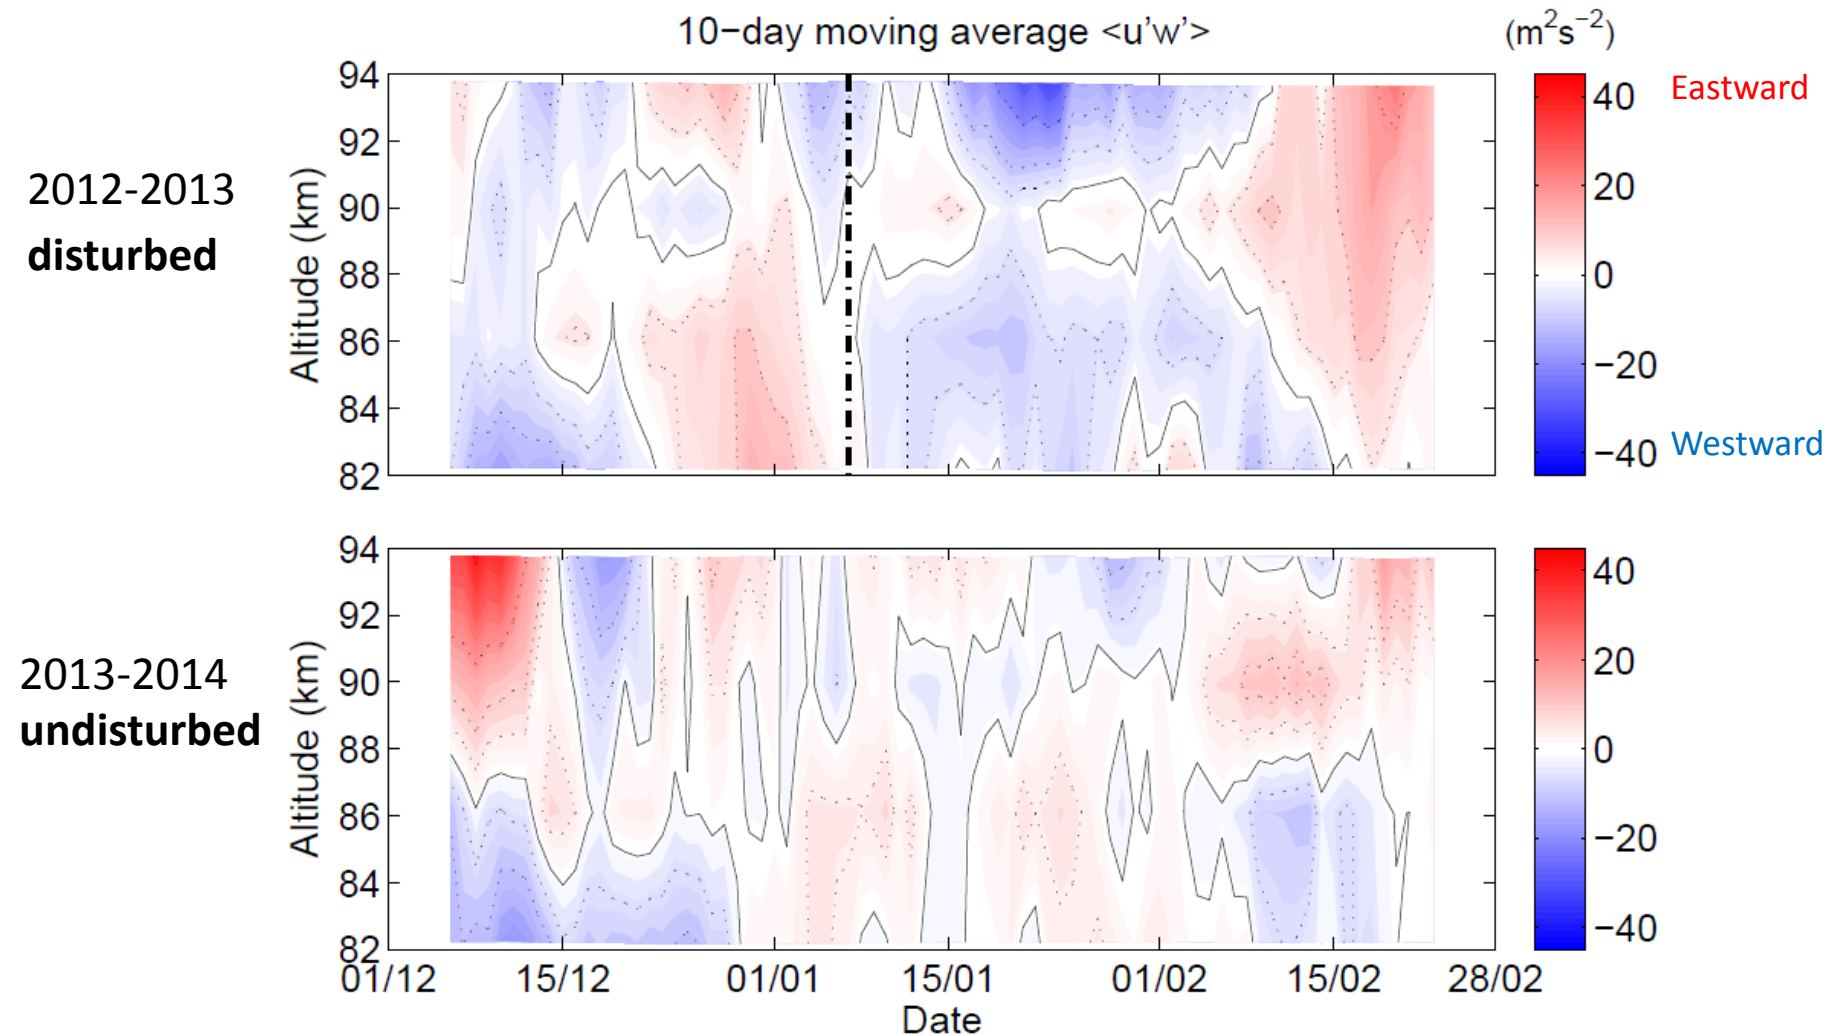 10−day moving average <u'w'>
(m²s⁻²)
2012-2013
disturbed
Altitude (km)
94
92
90
88
86
84
82
40
20
0
−20
−40
Eastward
Westward
2013-2014
undisturbed
Altitude (km)
94
92
90
88
86
84
82
40
20
0
−20
−40
01/12 15/12 01/01 15/01 01/02 15/02 28/02
Date